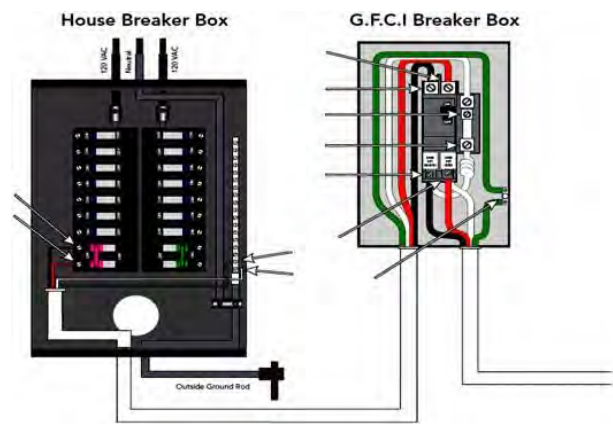 House Breaker Box
G.F.C.I Breaker Box
120 VAC
Neutral
120 VAC
Outside Ground Rod